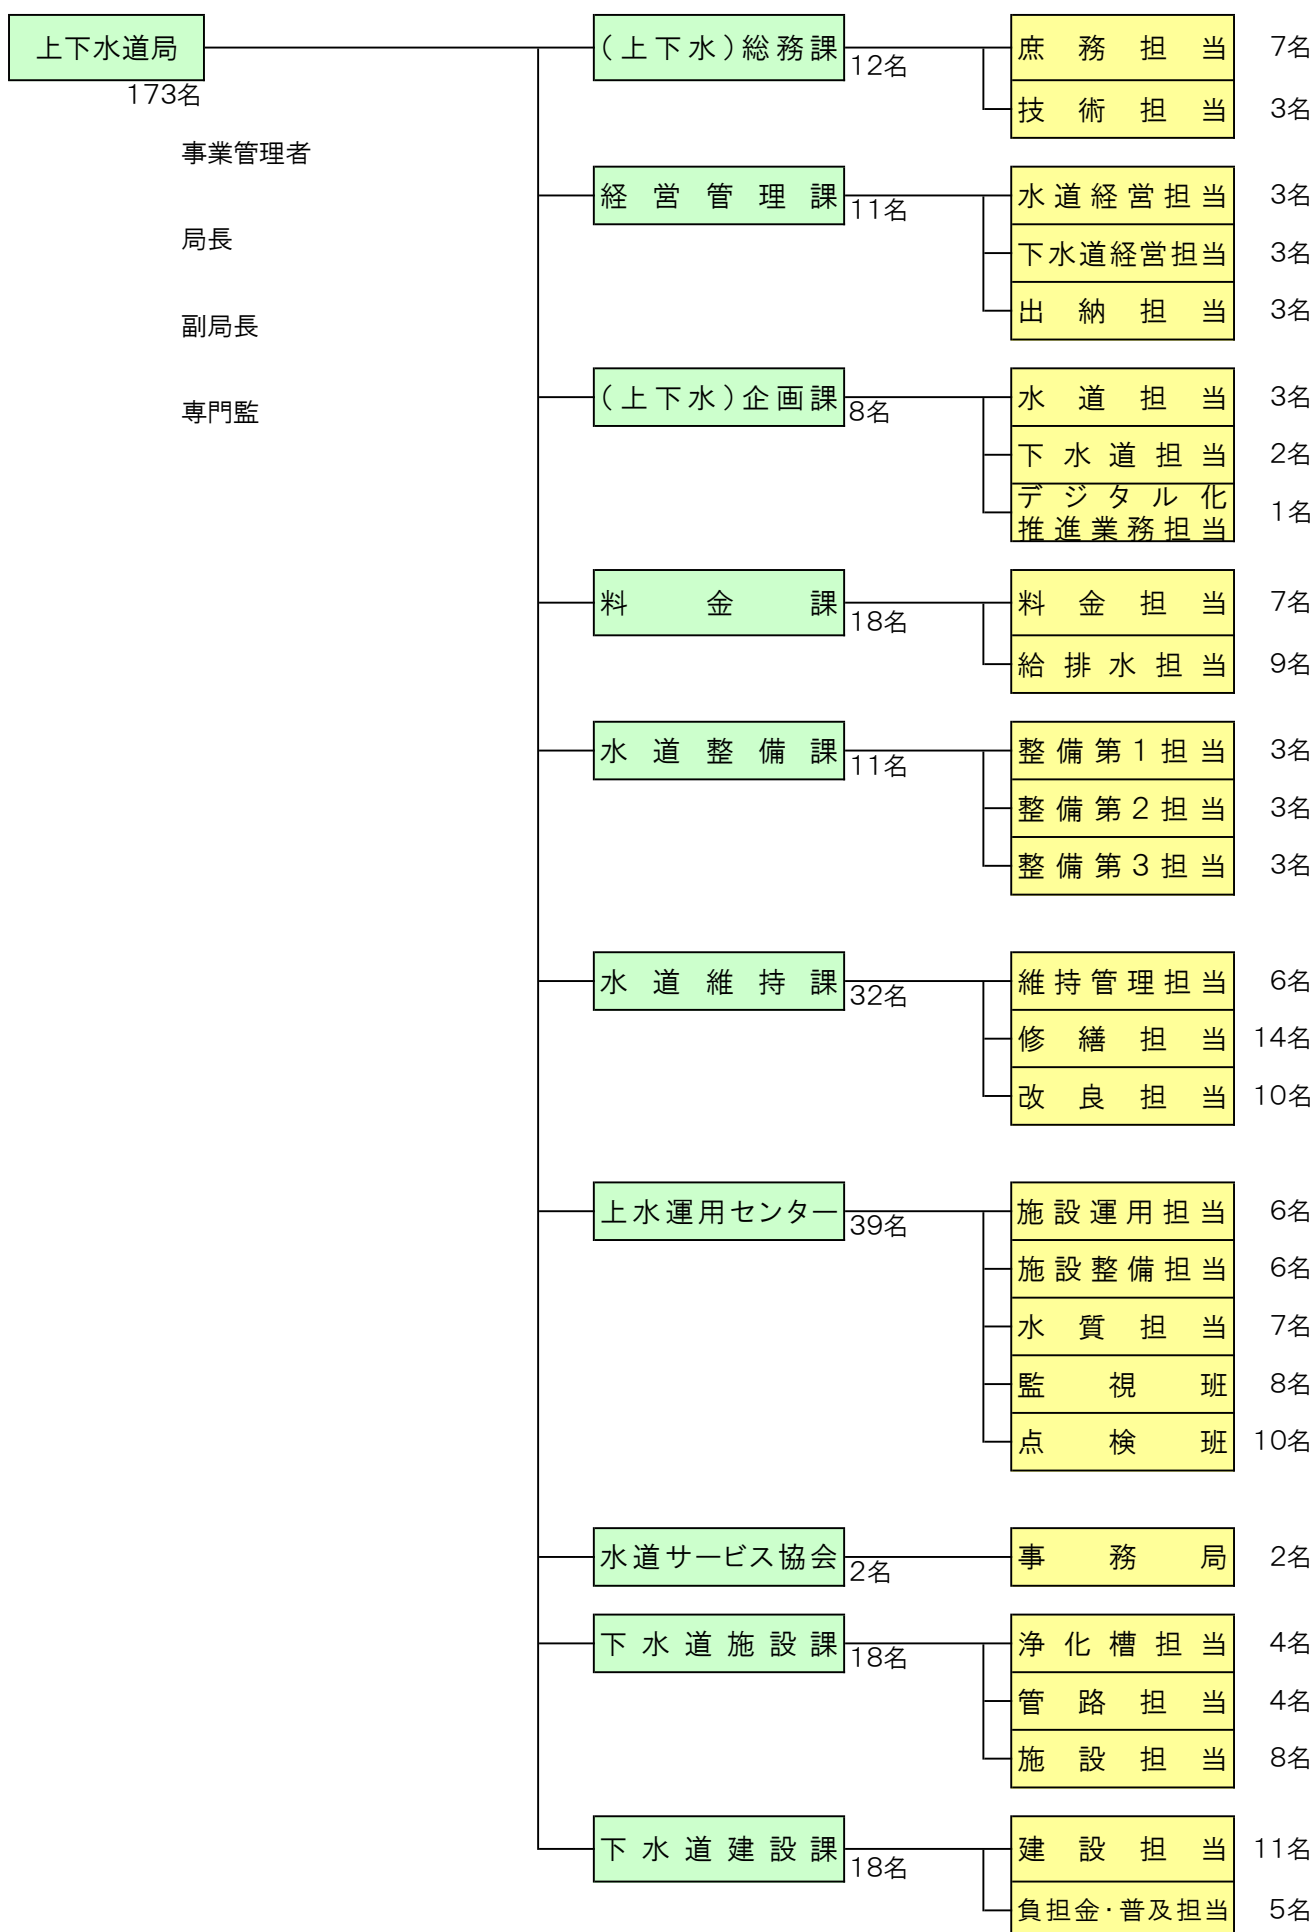 上下水道局
173名
事業管理者
局長
副局長
専門監
(上下水)総務課
12名
庶務担当 7名
技術担当 3名
経営管理課
11名
水道経営担当 3名
下水道経営担当 3名
出納担当 3名
(上下水)企画課
8名
水道担当 3名
下水道担当 2名
デジタル化
推進業務担当 1名
料金課
18名
料金担当 7名
給排水担当 9名
水道整備課
11名
整備第1担当 3名
整備第2担当 3名
整備第3担当 3名
水道維持課
32名
維持管理担当 6名
修繕担当 14名
改良担当 10名
上水運用センター
39名
施設運用担当 6名
施設整備担当 6名
水質担当 7名
監視班 8名
点検班 10名
水道サービス協会
2名
事務局 2名
下水道施設課
18名
浄化槽担当 4名
管路担当 4名
施設担当 8名
下水道建設課
18名
建設担当 11名
負担金・普及担当 5名